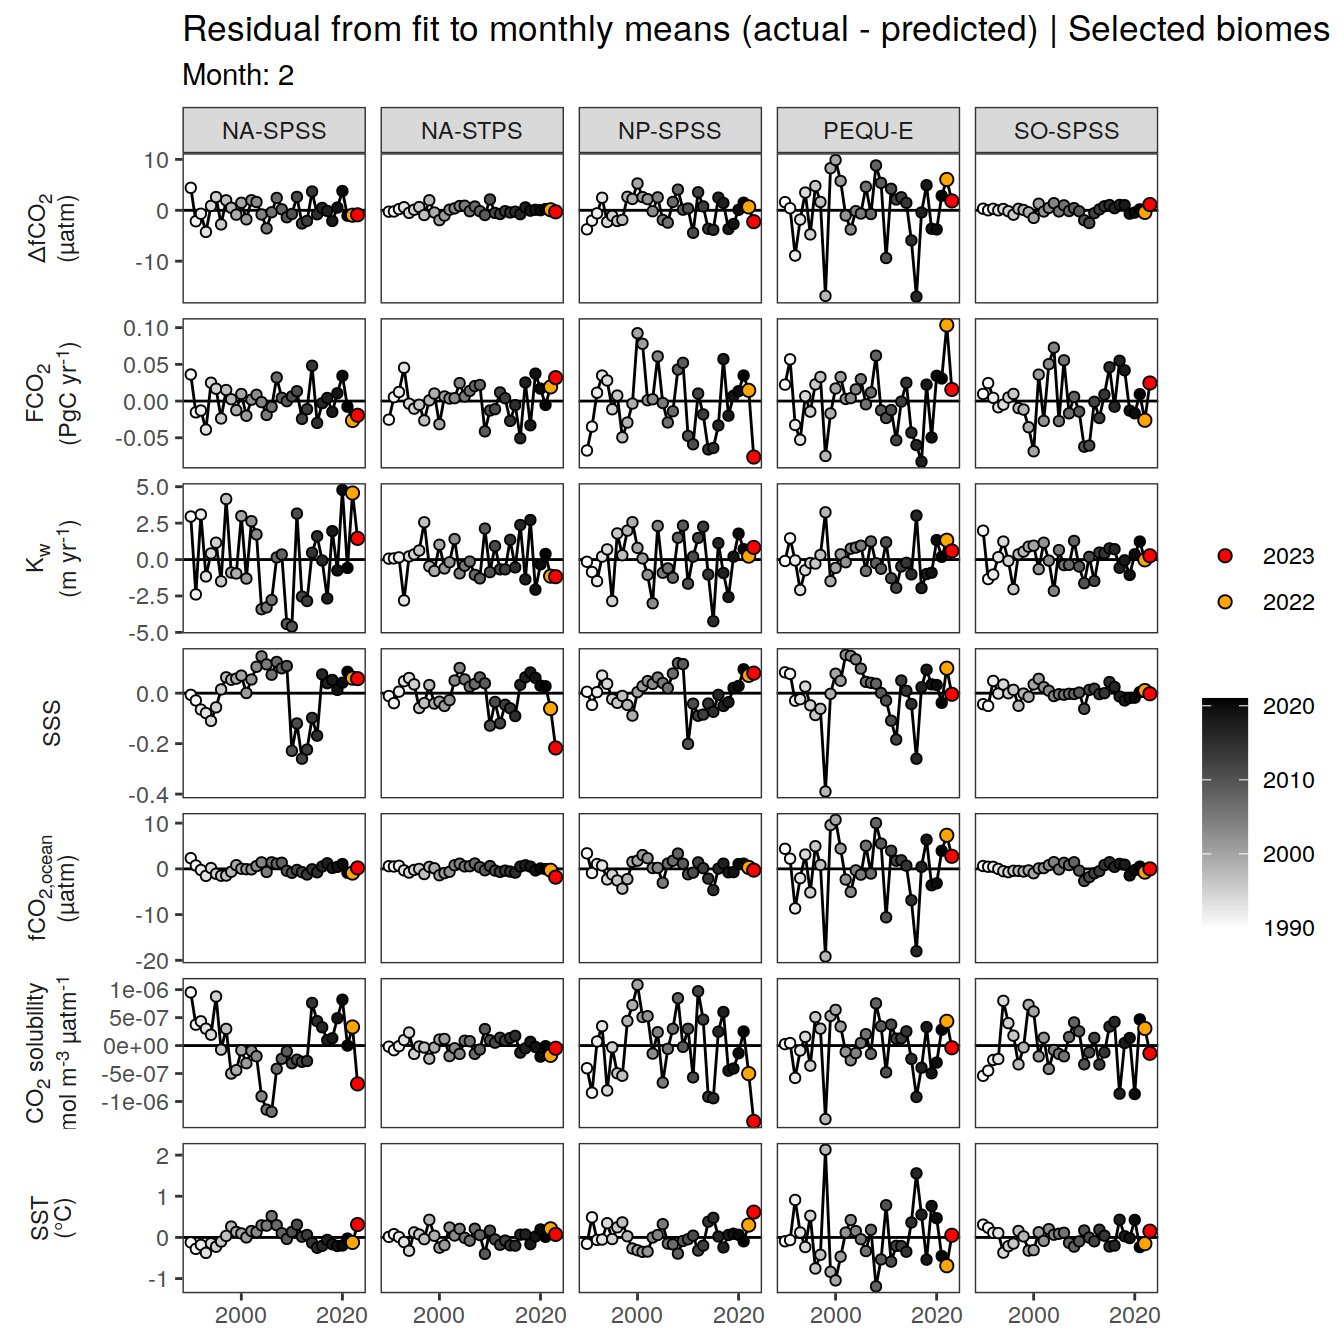 Residual from fit to monthly means (actual - predicted) | Selected biomes
Month: 2
NA-SPSS
NA-STPS
NP-SPSS
PEQU-E
SO-SPSS
ΔfCO2
(µatm)
10
0
-10
FCO2
(PgC yr-1)
0.10
0.05
0.00
-0.05
Kw
(m yr-1)
5.0
2.5
0.0
-2.5
-5.0
SSS
0.0
-0.2
-0.4
fCO2,ocean
(µatm)
10
0
-10
-20
CO2 solubility
mol m-3 µatm-1
1e-06
5e-07
0e+00
-5e-07
-1e-06
SST
(°C)
2
1
0
-1
2000 2020
2000 2020
2000 2020
2000 2020
2000 2020
2023
2022
2020
2010
2000
1990